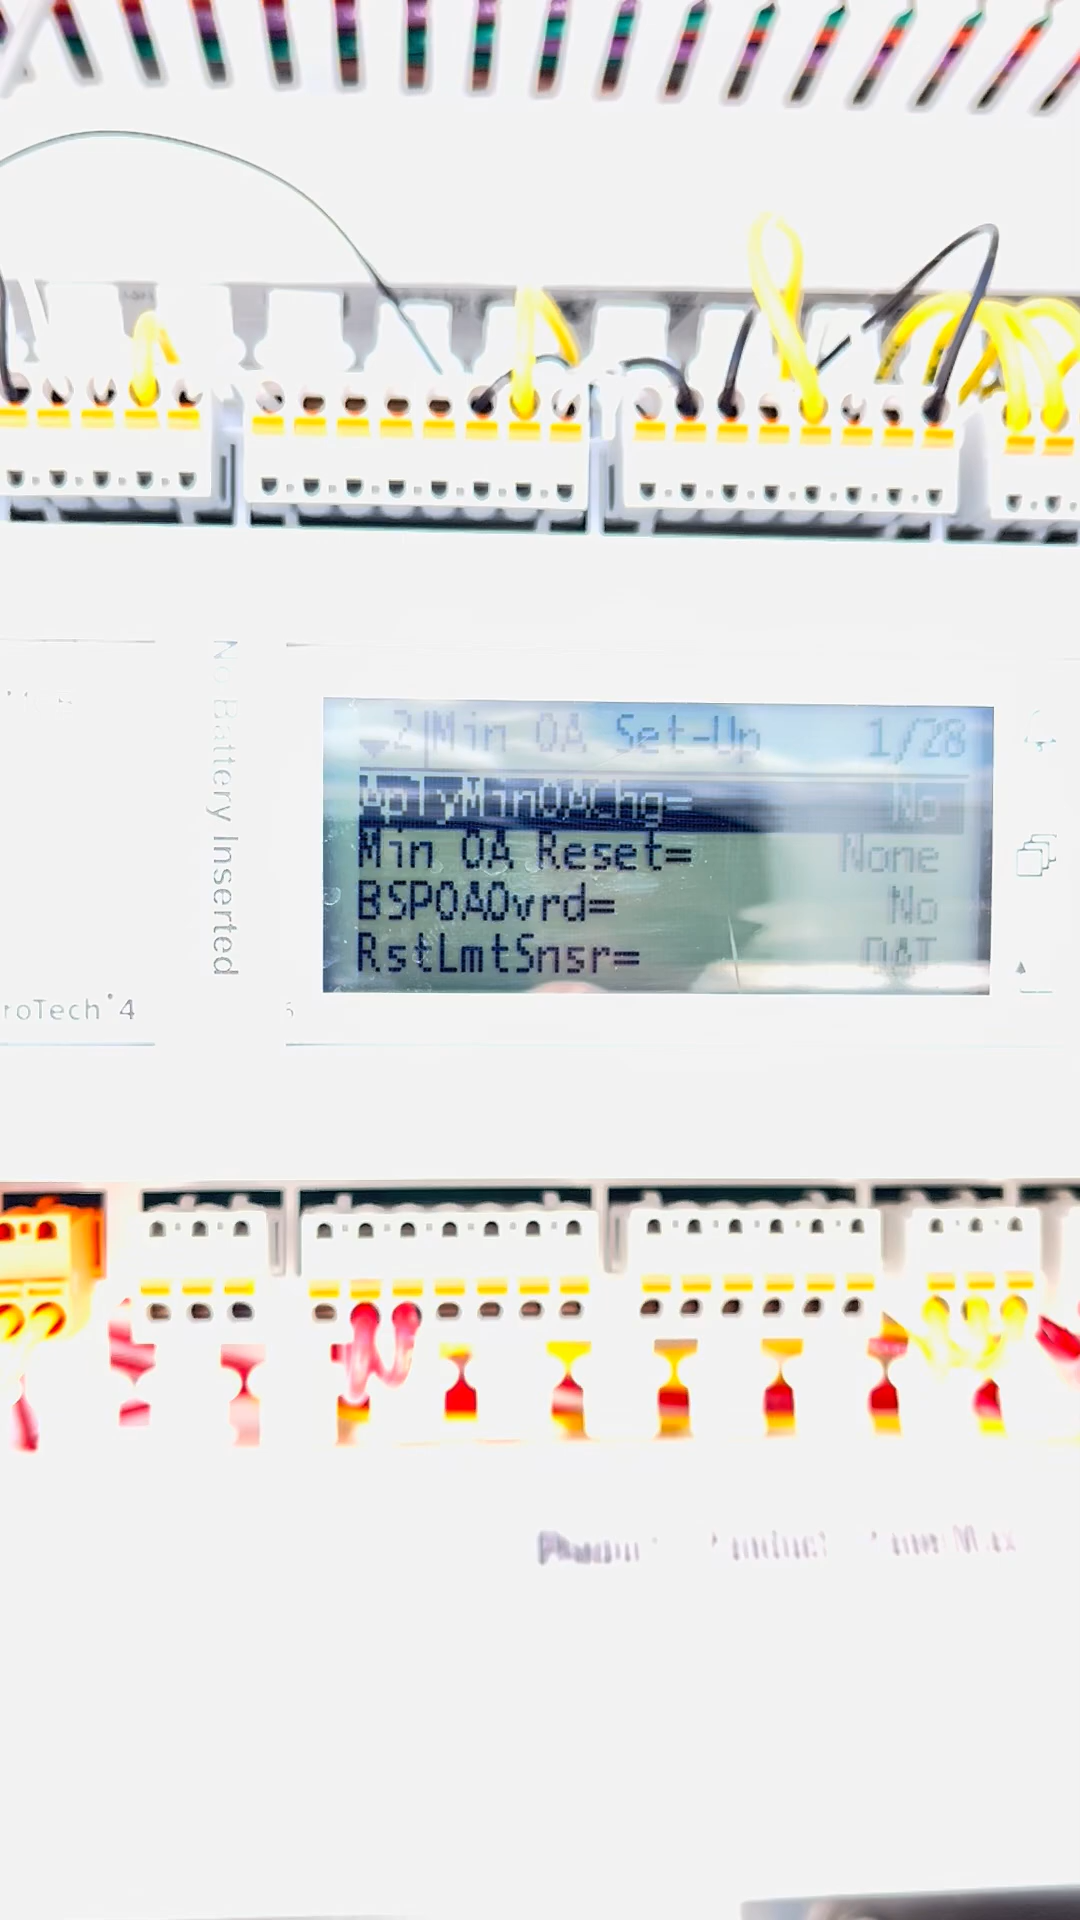 2|Min OA Set-Up 1/28
AplyMinOAChg= No
Min OA Reset= None
BSPOAOvrd= No
RstLmtSnsr= DAT
No Battery Inserted
roTech 4